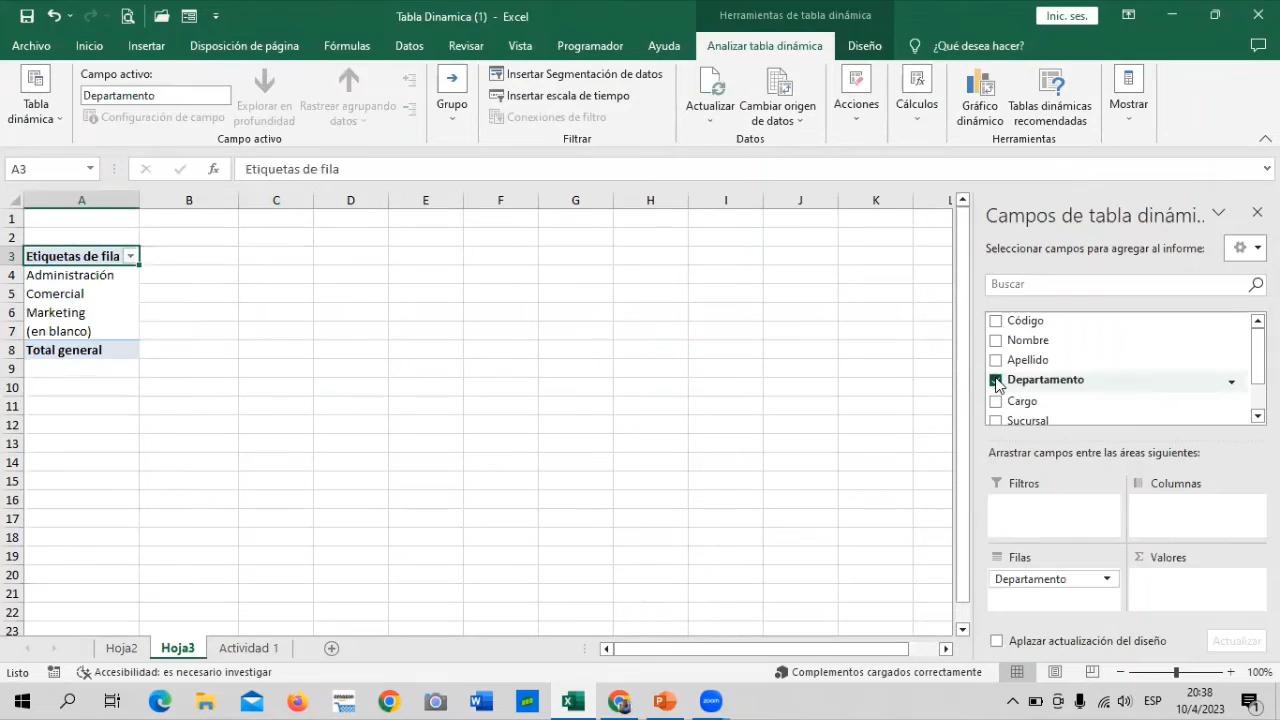 Tabla Dinamica (1) - Excel
Herramientas de tabla dinámica
Inic. ses.
Archivo Inicio Insertar Disposición de página Fórmulas Datos Revisar Vista Programador Ayuda Analizar tabla dinámica Diseño ¿Qué desea hacer?
Tabla dinámica
Campo activo:
Departamento
Configuración de campo
Explorar en profundidad
Rastrear agrupando datos
Campo activo
Grupo
Insertar Segmentación de datos
Insertar escala de tiempo
Conexiones de filtro
Filtrar
Actualizar
Cambiar origen de datos
Datos
Acciones
Cálculos
Gráfico dinámico
Tablas dinámicas recomendadas
Herramientas
Mostrar
A3
fx
Etiquetas de fila
A B C D E F G H I J K L
1
2
3 Etiquetas de fila
4 Administración
5 Comercial
6 Marketing
7 (en blanco)
8 Total general
9
10
11
12
13
14
15
16
17
18
19
20
21
22
23
Campos de tabla dinámi...
Seleccionar campos para agregar al informe:
Buscar
Código
Nombre
Apellido
Departamento
Cargo
Sucursal
Arrastrar campos entre las áreas siguientes:
Filtros
Columnas
Filas
Σ Valores
Departamento
Aplazar actualización del diseño
Actualizar
Hoja2 Hoja3 Actividad 1
Listo
Accesibilidad: es necesario investigar
Complementos cargados correctamente
100%
zoom
ESP
20:38
10/4/2023
1